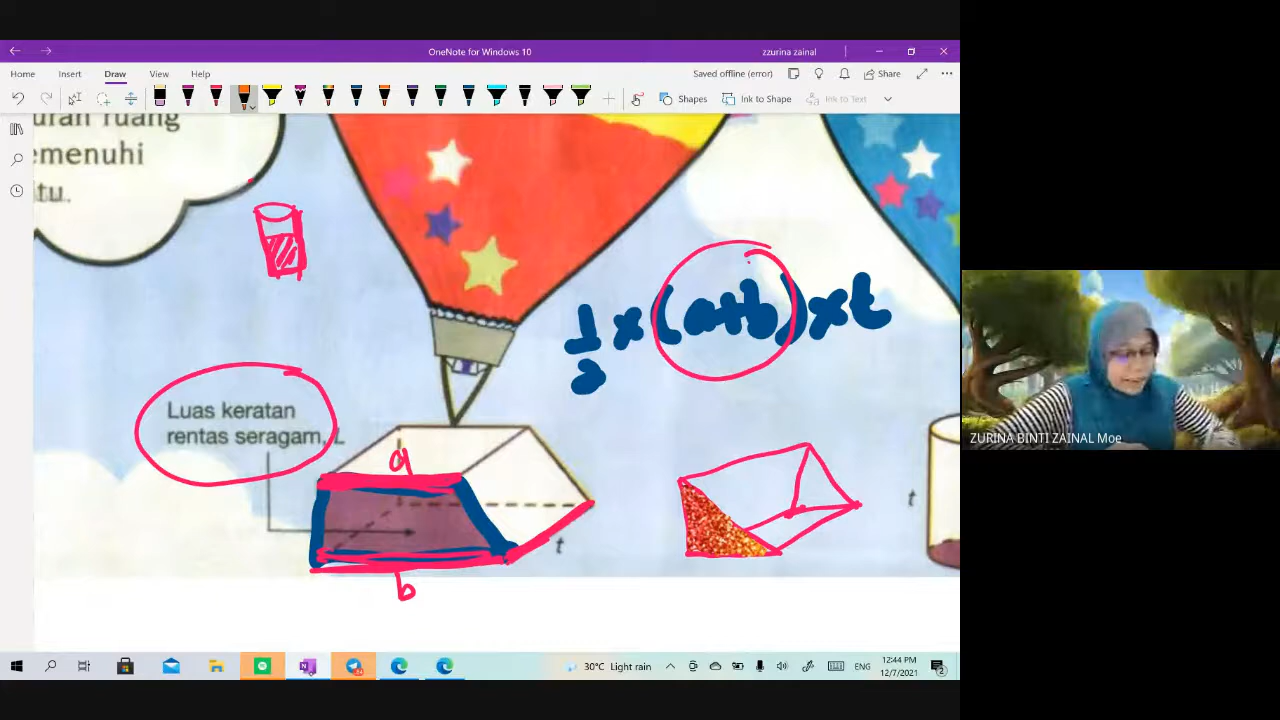 OneNote for Windows 10
zzurina zainal
Home Insert Draw View Help
Saved offline (error)
Share
Shapes
Ink to Shape
Ink to Text
uran ruang
emenuhi
itu.
1/2 x (a+b) x t
Luas keratan
rentas seragam, L
a
t
b
t
ZURINA BINTI ZAINAL Moe
30°C Light rain
ENG
12:44 PM
12/7/2021
2